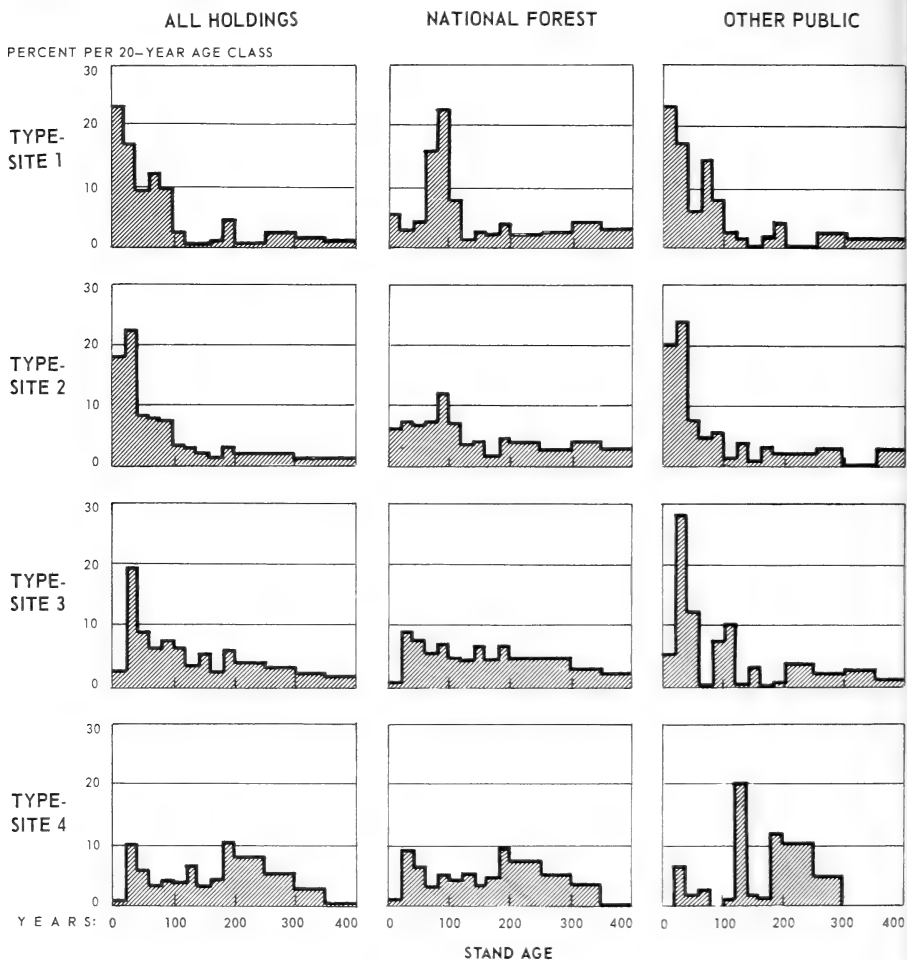 ALL HOLDINGS NATIONAL FOREST OTHER PUBLIC
PERCENT PER 20–YEAR AGE CLASS
30
20
TYPE-
SITE 1
10
0
30
20
TYPE-
SITE 2
10
0
30
20
TYPE-
SITE 3
10
0
30
20
TYPE-
SITE 4
10
YEARS: 0 100 200 300 400 0 100 200 300 400 0 100 200 300 400
STAND AGE